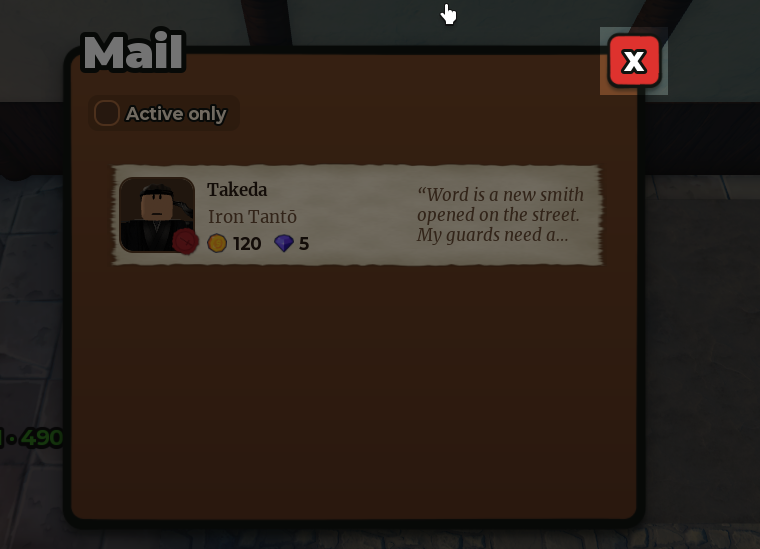 Mail
X
Active only
Takeda
Iron Tantō
120 5
“Word is a new smith
opened on the street.
My guards need a...
490